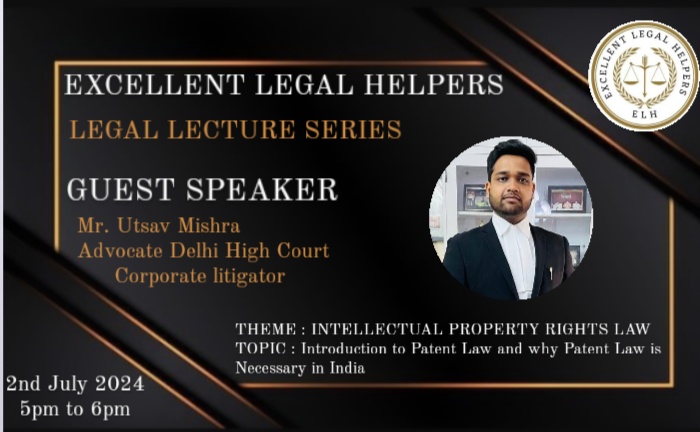 EXCELLENT LEGAL HELPERS
ELH
EXCELLENT LEGAL HELPERS
LEGAL LECTURE SERIES
GUEST SPEAKER
Mr. Utsav Mishra
Advocate Delhi High Court
Corporate litigator
THEME : INTELLECTUAL PROPERTY RIGHTS LAW
TOPIC : Introduction to Patent Law and why Patent Law is
Necessary in India
2nd July 2024
5pm to 6pm